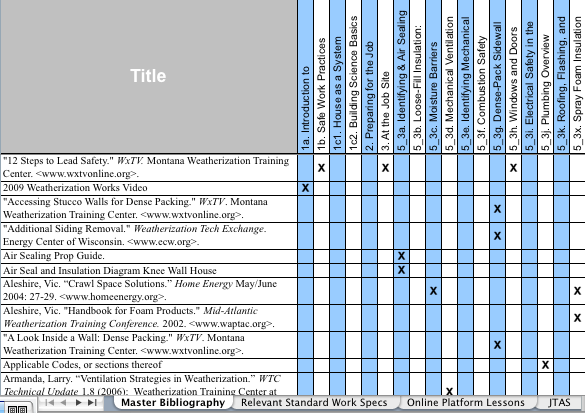 Title
1a. Introduction to
1b. Safe Work Practices
1c1. House as a System
1c2. Building Science Basics
2. Preparing for the Job
3. At the Job Site
5_3a. Identifying & Air Sealing
5_3b: Loose-Fill Insulation:
5_3c. Moisture Barriers
5_3d. Mechanical Ventilation
5_3e. Identifying Mechanical
5_3f. Combustion Safety
5_3g. Dense-Pack Sidewall
5_3h. Windows and Doors
5_3i. Electrical Safety in the
5_3j. Plumbing Overview
5_3k. Roofing, Flashing, and
5_3x. Spray Foam Insulation
"12 Steps to Lead Safety." WxTV. Montana Weatherization Training
Center. <www.wxtvonline.org>.
X X X
2009 Weatherization Works Video
X
"Accessing Stucco Walls for Dense Packing." WxTV. Montana
Weatherization Training Center. <www.wxtvonline.org>.
X
"Additional Siding Removal." Weatherization Tech Exchange.
Energy Center of Wisconsin. <www.ecw.org>.
X
Air Sealing Prop Guide.
X
Air Seal and Insulation Diagram Knee Wall House
X
Aleshire, Vic. “Crawl Space Solutions.” Home Energy May/June
2004: 27-29. <www.homeenergy.org>.
X X
Aleshire, Vic. "Handbook for Foam Products." Mid-Atlantic
Weatherization Training Conference. 2002. <www.waptac.org>.
X
"A Look Inside a Wall: Dense Packing." WxTV. Montana
Weatherization Training Center. <www.wxtvonline.org>.
X
Applicable Codes, or sections thereof
X
Armanda, Larry. “Ventilation Strategies in Weatherization.” WTC
Technical Update 1.8 (2006): Weatherization Training Center at
X
Master Bibliography Relevant Standard Work Specs Online Platform Lessons JTAS